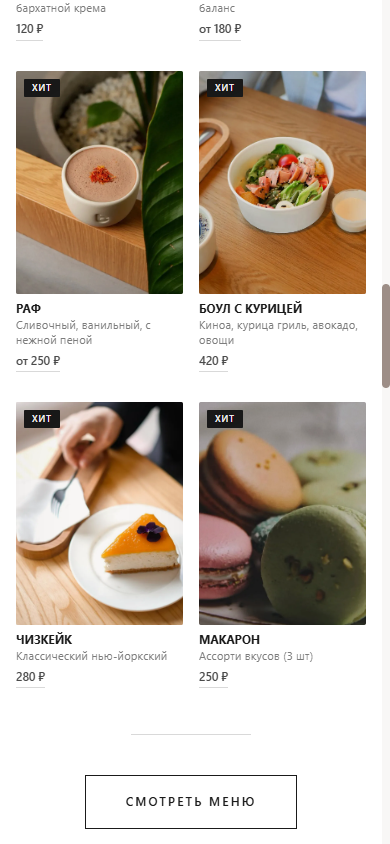 бархатной крема
120 ₽
баланс
от 180 ₽
ХИТ
РАФ
Сливочный, ванильный, с
нежной пеной
от 250 ₽
ХИТ
БОУЛ С КУРИЦЕЙ
Киноа, курица гриль, авокадо,
овощи
420 ₽
ХИТ
ЧИЗКЕЙК
Классический нью-йоркский
280 ₽
ХИТ
МАКАРОН
Ассорти вкусов (3 шт)
250 ₽
СМОТРЕТЬ МЕНЮ